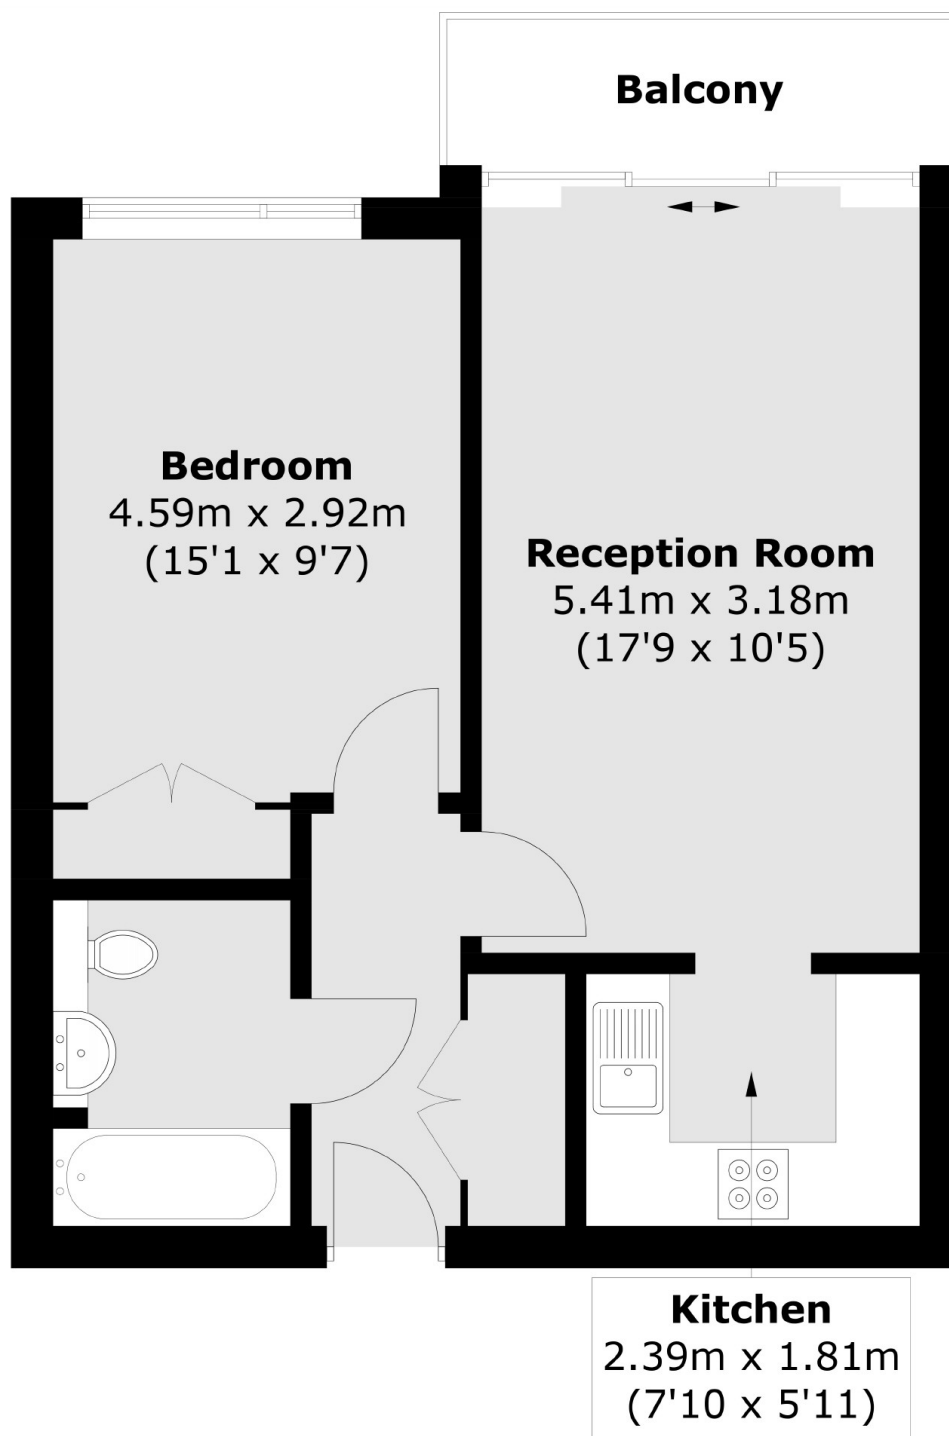 Balcony
Bedroom
4.59m x 2.92m
(15'1 x 9'7)
Reception Room
5.41m x 3.18m
(17'9 x 10'5)
Kitchen
2.39m x 1.81m
(7'10 x 5'11)